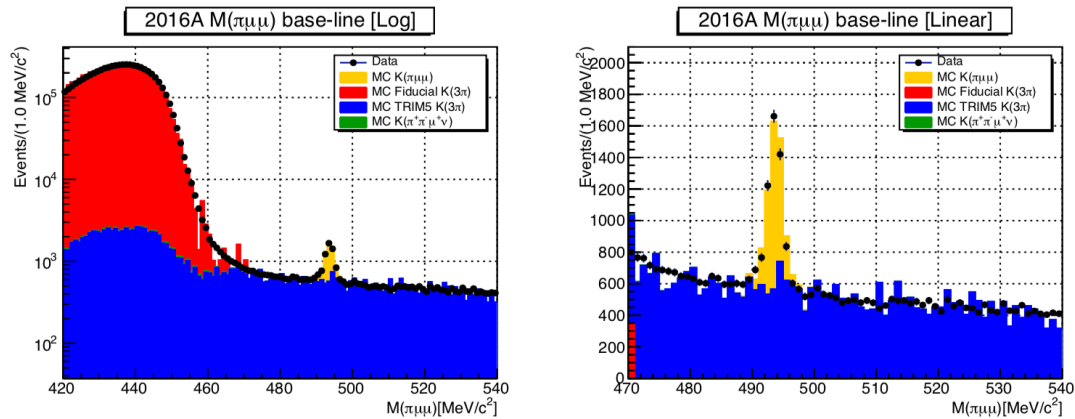 2016A M(πμμ) base-line [Log]
Events/(1.0 MeV/c²)
10⁵
10⁴
10³
10²
Data
MC K(πμμ)
MC Fiducial K(3π)
MC TRIM5 K(3π)
MC K(π⁺π⁻μ⁺ν)
420 440 460 480 500 520 540
M(πμμ)[MeV/c²]
2016A M(πμμ) base-line [Linear]
Events/(1.0 MeV/c²)
2000
1800
1600
1400
1200
1000
800
600
400
200
0
Data
MC K(πμμ)
MC Fiducial K(3π)
MC TRIM5 K(3π)
MC K(π⁺π⁻μ⁺ν)
470 480 490 500 510 520 530 540
M(πμμ)[MeV/c²]